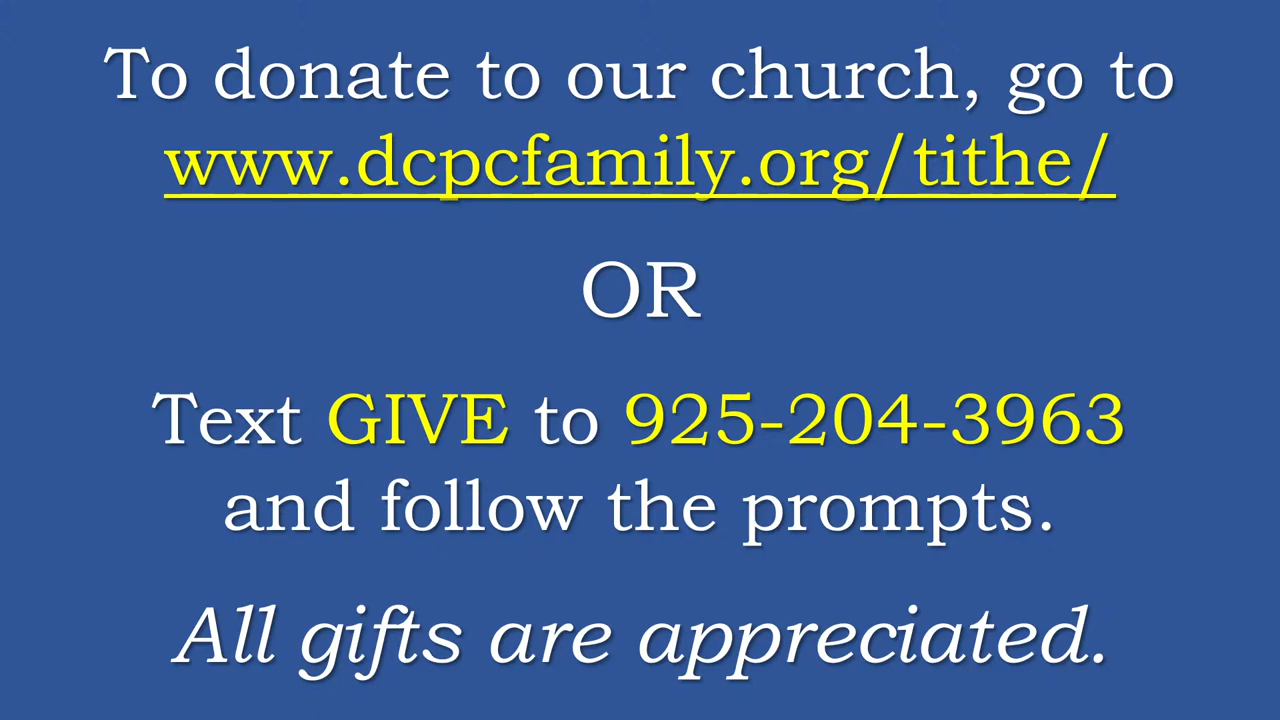 To donate to our church, go to
www.dcpcfamily.org/tithe/
OR
Text GIVE to 925-204-3963
and follow the prompts.
All gifts are appreciated.